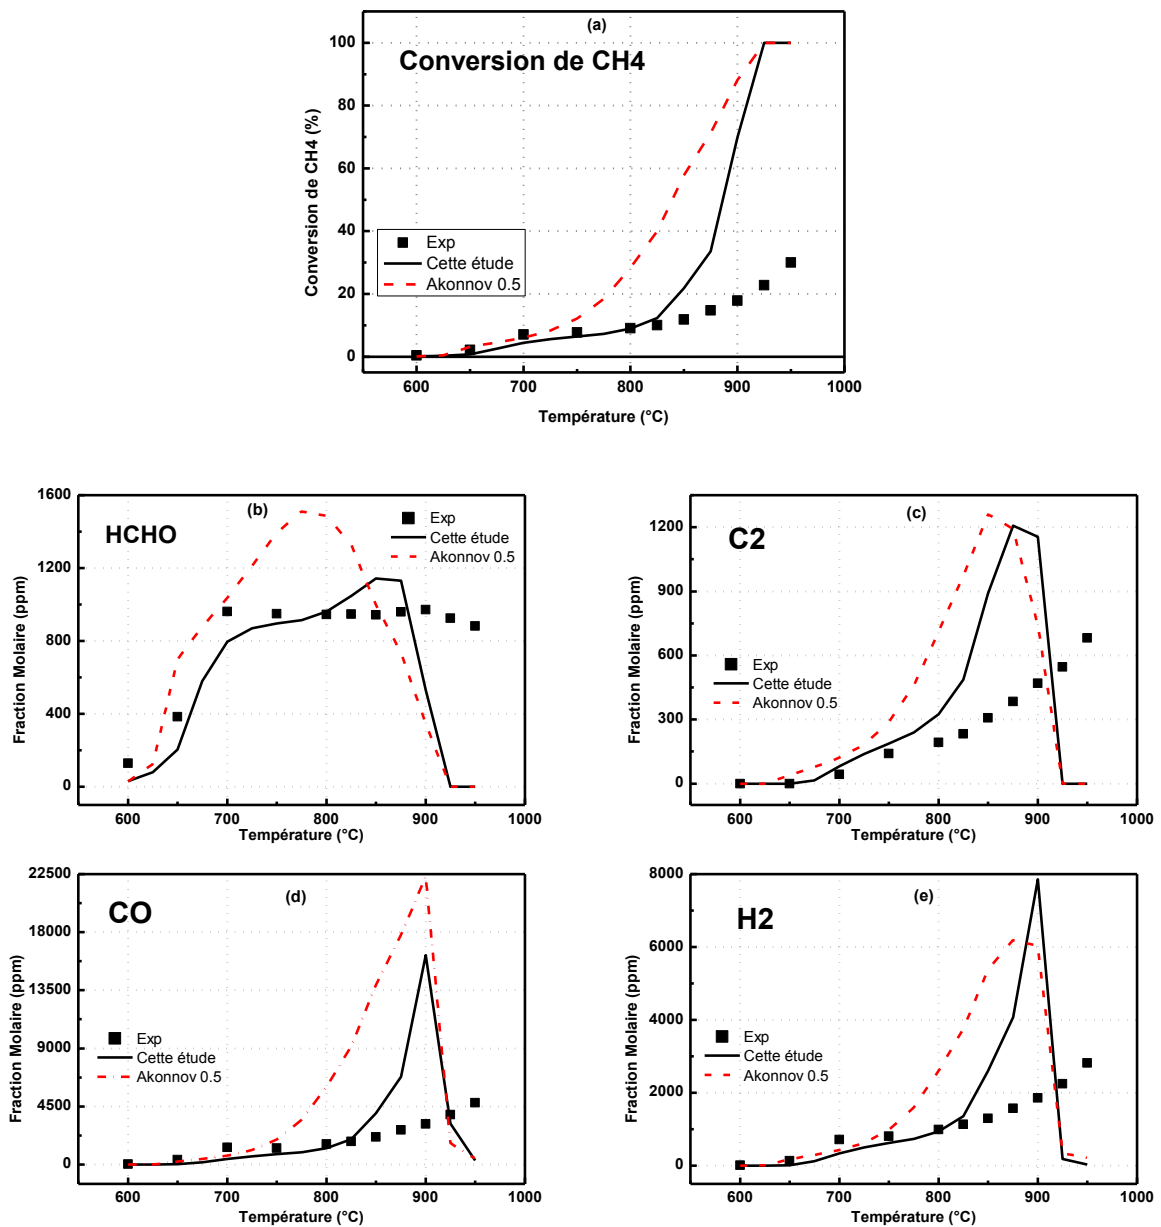 (a)
Conversion de CH4
Conversion de CH4 (%)
100
80
60
40
20
0
Exp
Cette étude
Akonnov 0.5
600
700
800
900
1000
Température (°C)
(b)
HCHO
Fraction Molaire (ppm)
1600
1200
800
400
0
Exp
Cette étude
Akonnov 0.5
600
700
800
900
1000
Température (°C)
(c)
C2
Fraction Molaire (ppm)
1200
900
600
300
0
Exp
Cette étude
Akonnov 0.5
600
700
800
900
1000
Température (°C)
(d)
CO
Fraction Molaire (ppm)
22500
18000
13500
9000
4500
0
Exp
Cette étude
Akonnov 0.5
600
700
800
900
1000
Température (°C)
(e)
H2
Fraction Molaire (ppm)
8000
6000
4000
2000
0
Exp
Cette étude
Akonnov 0.5
600
700
800
900
1000
Température (°C)